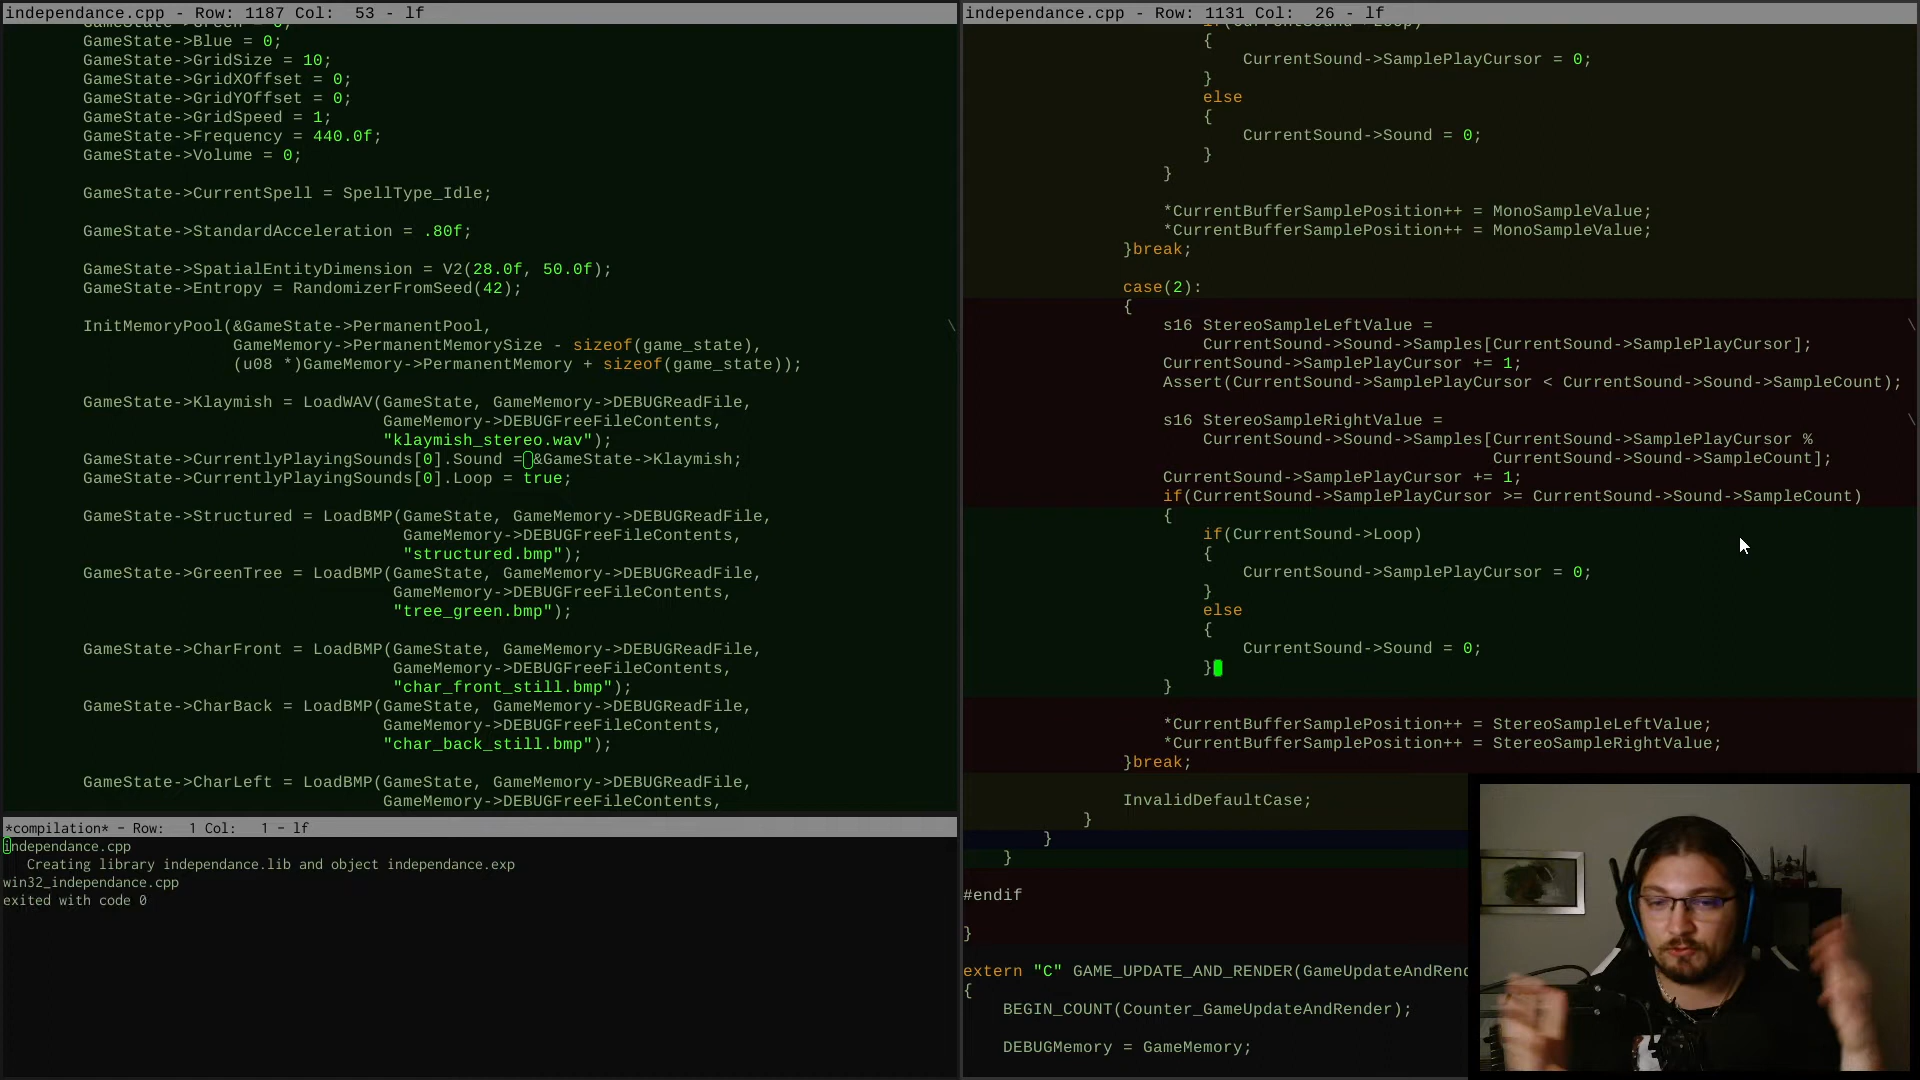 independance.cpp - Row: 1187 Col:  53 - lf
GameState->Blue = 0;
GameState->GridSize = 10;
GameState->GridXOffset = 0;
GameState->GridYOffset = 0;
GameState->GridSpeed = 1;
GameState->Frequency = 440.0f;
GameState->Volume = 0;
GameState->CurrentSpell = SpellType_Idle;
GameState->StandardAcceleration = .80f;
GameState->SpatialEntityDimension = V2(28.0f, 50.0f);
GameState->Entropy = RandomizerFromSeed(42);
InitMemoryPool(&GameState->PermanentPool, \
GameMemory->PermanentMemorySize - sizeof(game_state),
(u08 *)GameMemory->PermanentMemory + sizeof(game_state));
GameState->Klaymish = LoadWAV(GameState, GameMemory->DEBUGReadFile,
GameMemory->DEBUGFreeFileContents,
"klaymish_stereo.wav");
GameState->CurrentlyPlayingSounds[0].Sound = &GameState->Klaymish;
GameState->CurrentlyPlayingSounds[0].Loop = true;
GameState->Structured = LoadBMP(GameState, GameMemory->DEBUGReadFile,
GameMemory->DEBUGFreeFileContents,
"structured.bmp");
GameState->GreenTree = LoadBMP(GameState, GameMemory->DEBUGReadFile,
GameMemory->DEBUGFreeFileContents,
"tree_green.bmp");
GameState->CharFront = LoadBMP(GameState, GameMemory->DEBUGReadFile,
GameMemory->DEBUGFreeFileContents,
"char_front_still.bmp");
GameState->CharBack = LoadBMP(GameState, GameMemory->DEBUGReadFile,
GameMemory->DEBUGFreeFileContents,
"char_back_still.bmp");
GameState->CharLeft = LoadBMP(GameState, GameMemory->DEBUGReadFile,
GameMemory->DEBUGFreeFileContents,
*compilation* - Row:   1 Col:   1 - lf
independance.cpp
Creating library independance.lib and object independance.exp
win32_independance.cpp
exited with code 0
independance.cpp - Row: 1131 Col:  26 - lf
{
CurrentSound->SamplePlayCursor = 0;
}
else
{
CurrentSound->Sound = 0;
}
}
*CurrentBufferSamplePosition++ = MonoSampleValue;
*CurrentBufferSamplePosition++ = MonoSampleValue;
}break;
case(2):
{
s16 StereoSampleLeftValue = \
CurrentSound->Sound->Samples[CurrentSound->SamplePlayCursor];
CurrentSound->SamplePlayCursor += 1;
Assert(CurrentSound->SamplePlayCursor < CurrentSound->Sound->SampleCount);
s16 StereoSampleRightValue = \
CurrentSound->Sound->Samples[CurrentSound->SamplePlayCursor %
CurrentSound->Sound->SampleCount];
CurrentSound->SamplePlayCursor += 1;
if(CurrentSound->SamplePlayCursor >= CurrentSound->Sound->SampleCount)
{
if(CurrentSound->Loop)
{
CurrentSound->SamplePlayCursor = 0;
}
else
{
CurrentSound->Sound = 0;
}
}
*CurrentBufferSamplePosition++ = StereoSampleLeftValue;
*CurrentBufferSamplePosition++ = StereoSampleRightValue;
}break;
InvalidDefaultCase;
}
}
}
#endif
}
extern "C" GAME_UPDATE_AND_RENDER(GameUpdateAndRend
{
BEGIN_COUNT(Counter_GameUpdateAndRender);
DEBUGMemory = GameMemory;